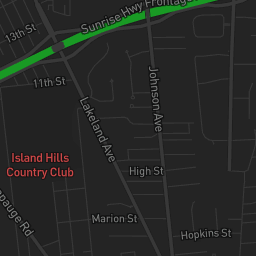 Sunrise Hwy Frontage
13th St
11th St
Johnson Ave
Lakeland Ave
Island Hills
Country Club
High St
Marion St
Hopkins St
Rd